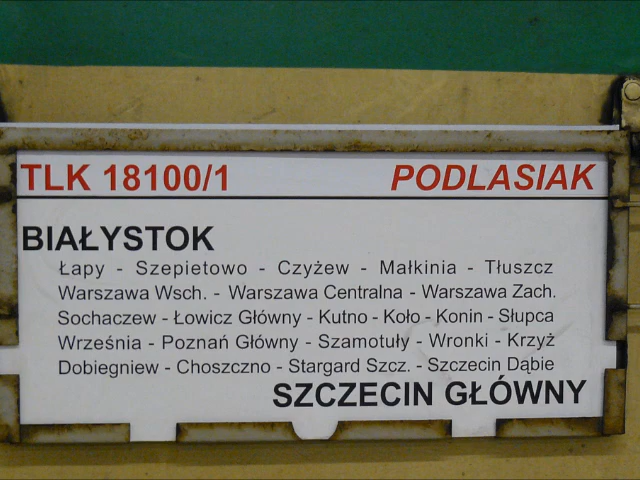 TLK 18100/1 PODLASIAK
BIAŁYSTOK
Łapy - Szepietowo - Czyżew - Małkinia - Tłuszcz
Warszawa Wsch. - Warszawa Centralna - Warszawa Zach.
Sochaczew - Łowicz Główny - Kutno - Koło - Konin - Słupca
Września - Poznań Główny - Szamotuły - Wronki - Krzyż
Dobiegniew - Choszczno - Stargard Szcz. - Szczecin Dąbie
SZCZECIN GŁÓWNY